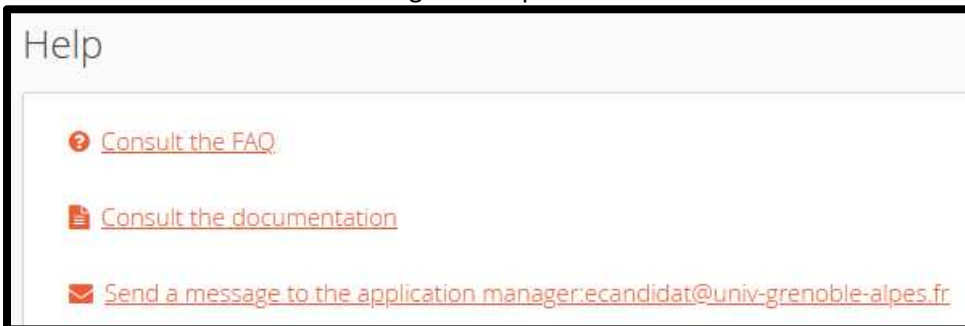 Help
Consult the FAQ
Consult the documentation
Send a message to the application manager:ecandidat@univ-grenoble-alpes.fr